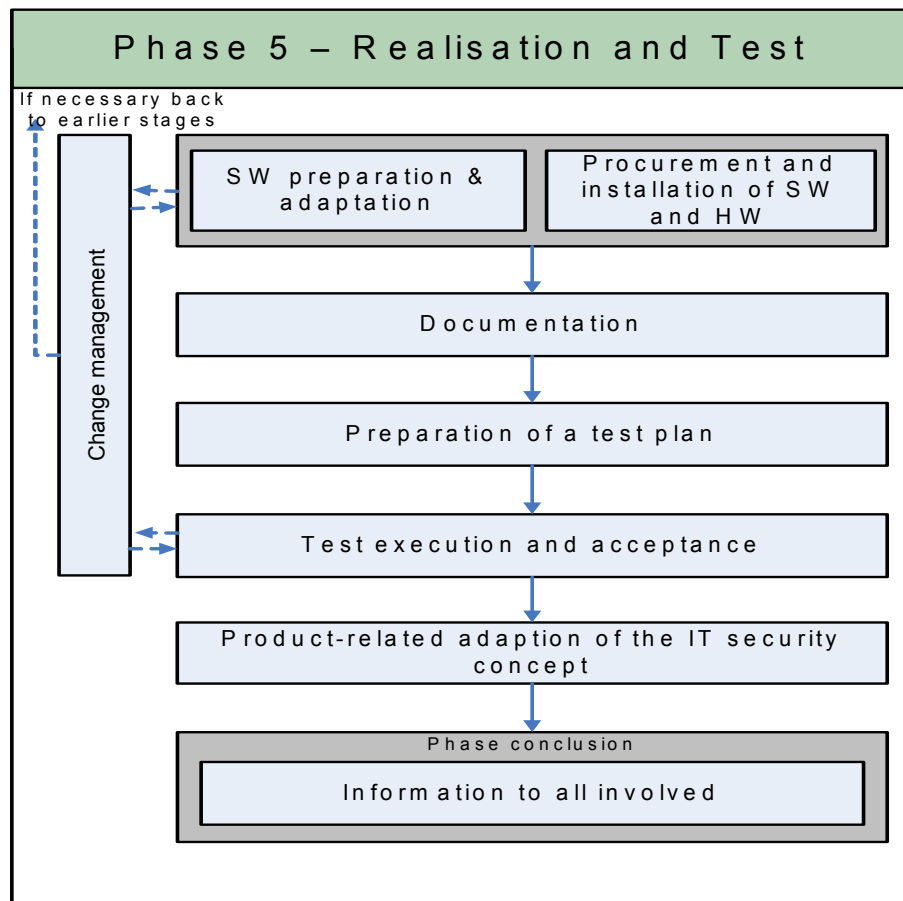 Phase 5 – Realisation and Test
If necessary back
to earlier stages
SW preparation &
adaptation
Procurement and
installation of SW
and HW
Change management
Documentation
Preparation of a test plan
Test execution and acceptance
Product-related adaption of the IT security
concept
Phase conclusion
Information to all involved